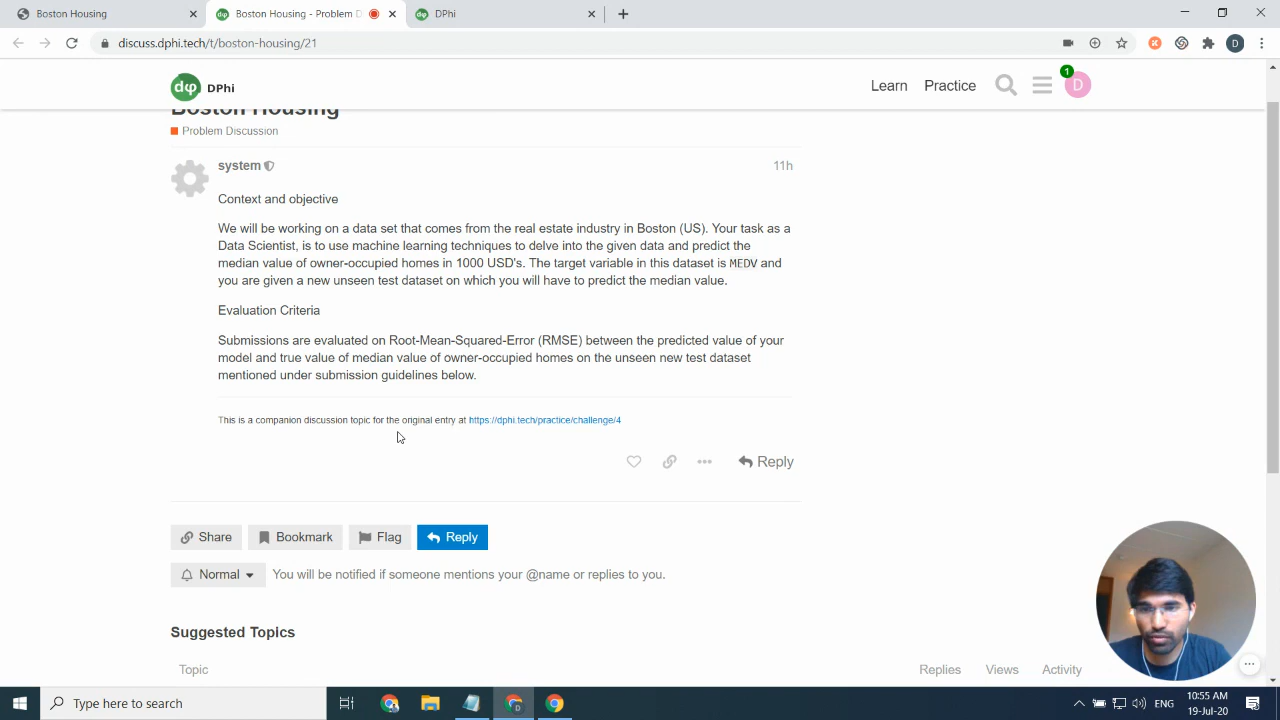 Boston Housing
Boston Housing - Problem D
DPhi
discuss.dphi.tech/t/boston-housing/21
D
dφ DPhi
Learn Practice
1
D
Boston Housing
Problem Discussion
system 11h
Context and objective
We will be working on a data set that comes from the real estate industry in Boston (US). Your task as a
Data Scientist, is to use machine learning techniques to delve into the given data and predict the
median value of owner-occupied homes in 1000 USD's. The target variable in this dataset is MEDV and
you are given a new unseen test dataset on which you will have to predict the median value.
Evaluation Criteria
Submissions are evaluated on Root-Mean-Squared-Error (RMSE) between the predicted value of your
model and true value of median value of owner-occupied homes on the unseen new test dataset
mentioned under submission guidelines below.
This is a companion discussion topic for the original entry at https://dphi.tech/practice/challenge/4
Reply
Share Bookmark Flag Reply
Normal You will be notified if someone mentions your @name or replies to you.
Suggested Topics
Topic Replies Views Activity
Type here to search
ENG
10:55 AM
19-Jul-20